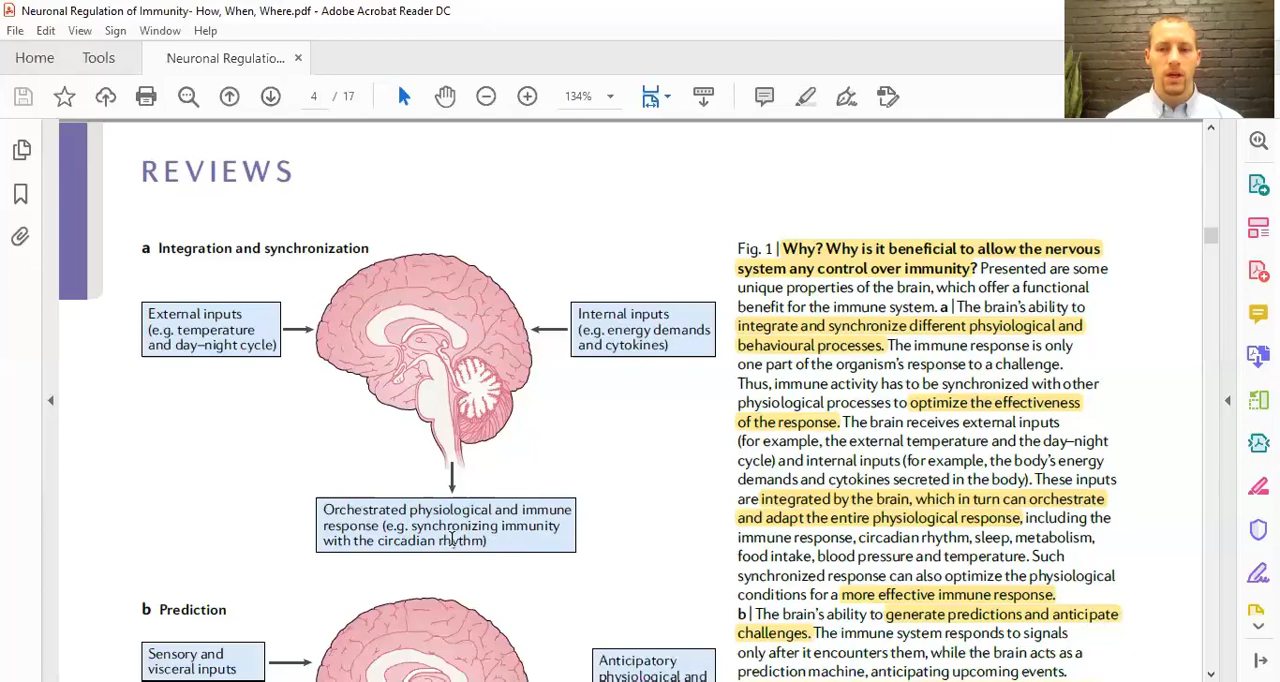 Neuronal Regulation of Immunity- How, When, Where.pdf - Adobe Acrobat Reader DC
File Edit View Sign Window Help
Home Tools Neuronal Regulatio... ×
4 / 17 134%
REVIEWS
a Integration and synchronization
External inputs
(e.g. temperature
and day–night cycle)
Internal inputs
(e.g. energy demands
and cytokines)
Orchestrated physiological and immune
response (e.g. synchronizing immunity
with the circadian rhythm)
b Prediction
Sensory and
visceral inputs
Anticipatory
physiological and
Fig. 1 | Why? Why is it beneficial to allow the nervous
system any control over immunity? Presented are some
unique properties of the brain, which offer a functional
benefit for the immune system. a | The brain's ability to
integrate and synchronize different phsyiological and
behavioural processes. The immune response is only
one part of the organism's response to a challenge.
Thus, immune activity has to be synchronized with other
physiological processes to optimize the effectiveness
of the response. The brain receives external inputs
(for example, the external temperature and the day–night
cycle) and internal inputs (for example, the body's energy
demands and cytokines secreted in the body). These inputs
are integrated by the brain, which in turn can orchestrate
and adapt the entire physiological response, including the
immune response, circadian rhythm, sleep, metabolism,
food intake, blood pressure and temperature. Such
synchronized response can also optimize the physiological
conditions for a more effective immune response.
b | The brain's ability to generate predictions and anticipate
challenges. The immune system responds to signals
only after it encounters them, while the brain acts as a
prediction machine, anticipating upcoming events.